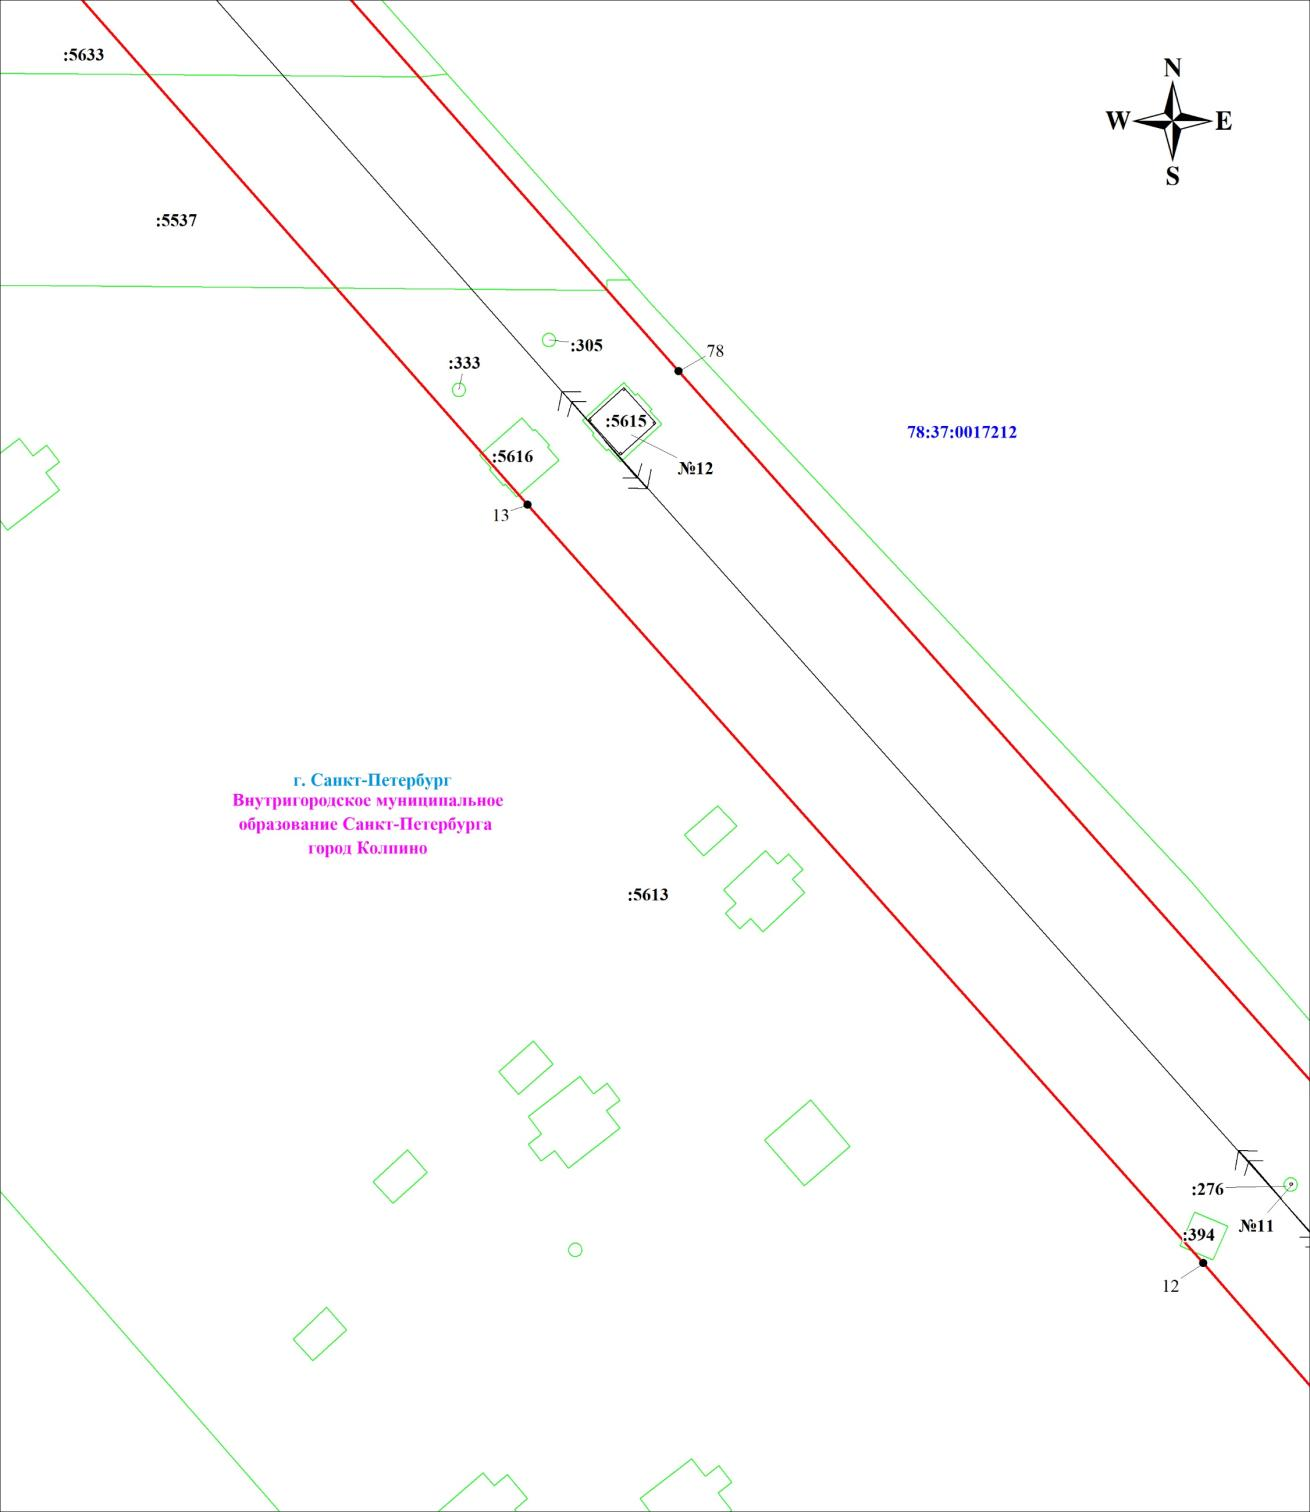 :5633
N
W E
S
:5537
:305
78
:333
:5615
78:37:0017212
:5616
№12
13
г. Санкт-Петербург
Внутригородское муниципальное
образование Санкт-Петербурга
город Колпино
:5613
:276
№11
:394
12